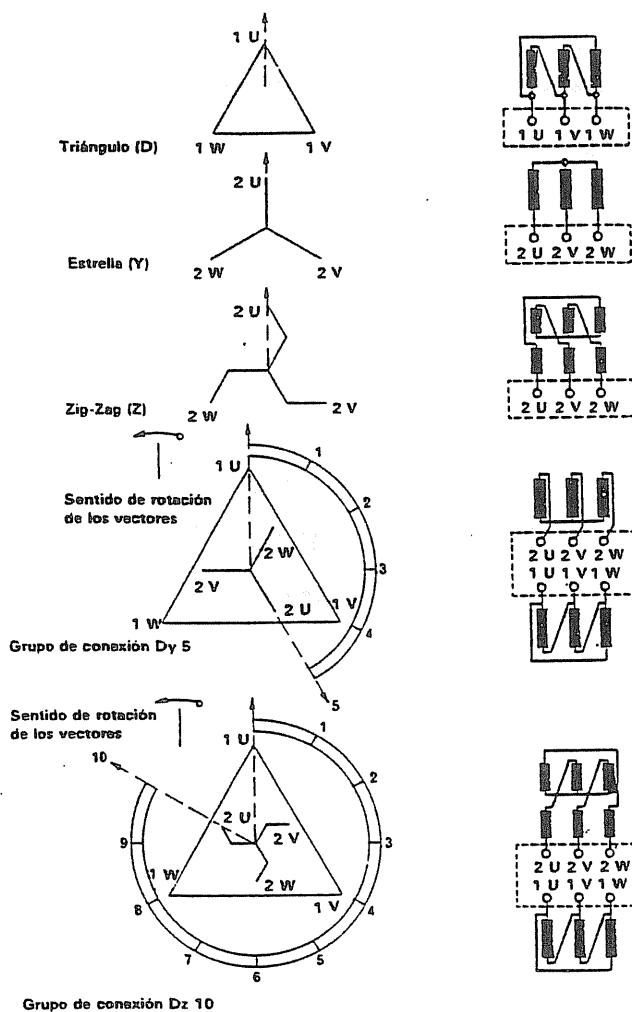 1 U
1 W 1 V
Triángulo (D)
1 U 1 V 1 W
2 U
2 W 2 V
Estrella (Y)
2 U 2 V 2 W
2 U
2 W 2 V
Zig-Zag (Z)
2 U 2 V 2 W
Sentido de rotación
de los vectores
1 U
1
2
3
4
5
2 W
2 V
2 U
1 W 1 V
Grupo de conexión Dy 5
2 U 2 V 2 W
1 U 1 V 1 W
Sentido de rotación
de los vectores
1 U
1
2
3
4
5
6
7
8
9
10
2 U
2 V
2 W
1 W
1 V
Grupo de conexión Dz 10
2 U 2 V 2 W
1 U 1 V 1 W